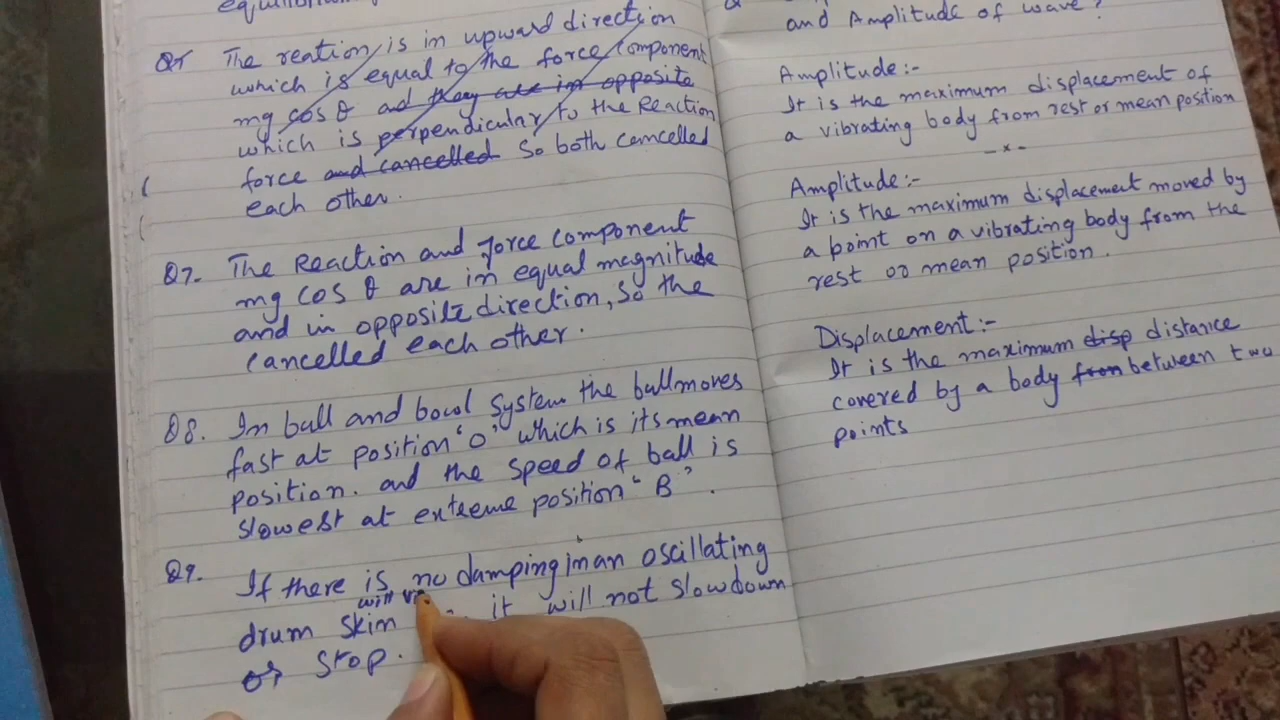 Q5 The reation is in upward direction
which is equal to the force component
mg cos θ and they are in opposite
which is perpendicular to the Reaction
force and cancelled so both camcelled
each other.
Q7. The Reaction and force component
mg cos θ are in equal magnitude
and in opposite direction, so the
cancelled each other.
Q8. In ball and bowl system the ball moves
fast at position 'O' which is its mean
position. and the speed of ball is
slowest at extreme position 'B'.
Q9. If there is no damping in an oscillating
will
drum skin it will not slowdown
or stop.
and Amplitude of wave?
Amplitude:-
It is the maximum displacement of
a vibrating body from rest or mean position
-x-
Amplitude:-
It is the maximum displacement moved by
a point on a vibrating body from the
rest or mean position.
Displacement:-
It is the maximum disp distance
covered by a body from between two
points